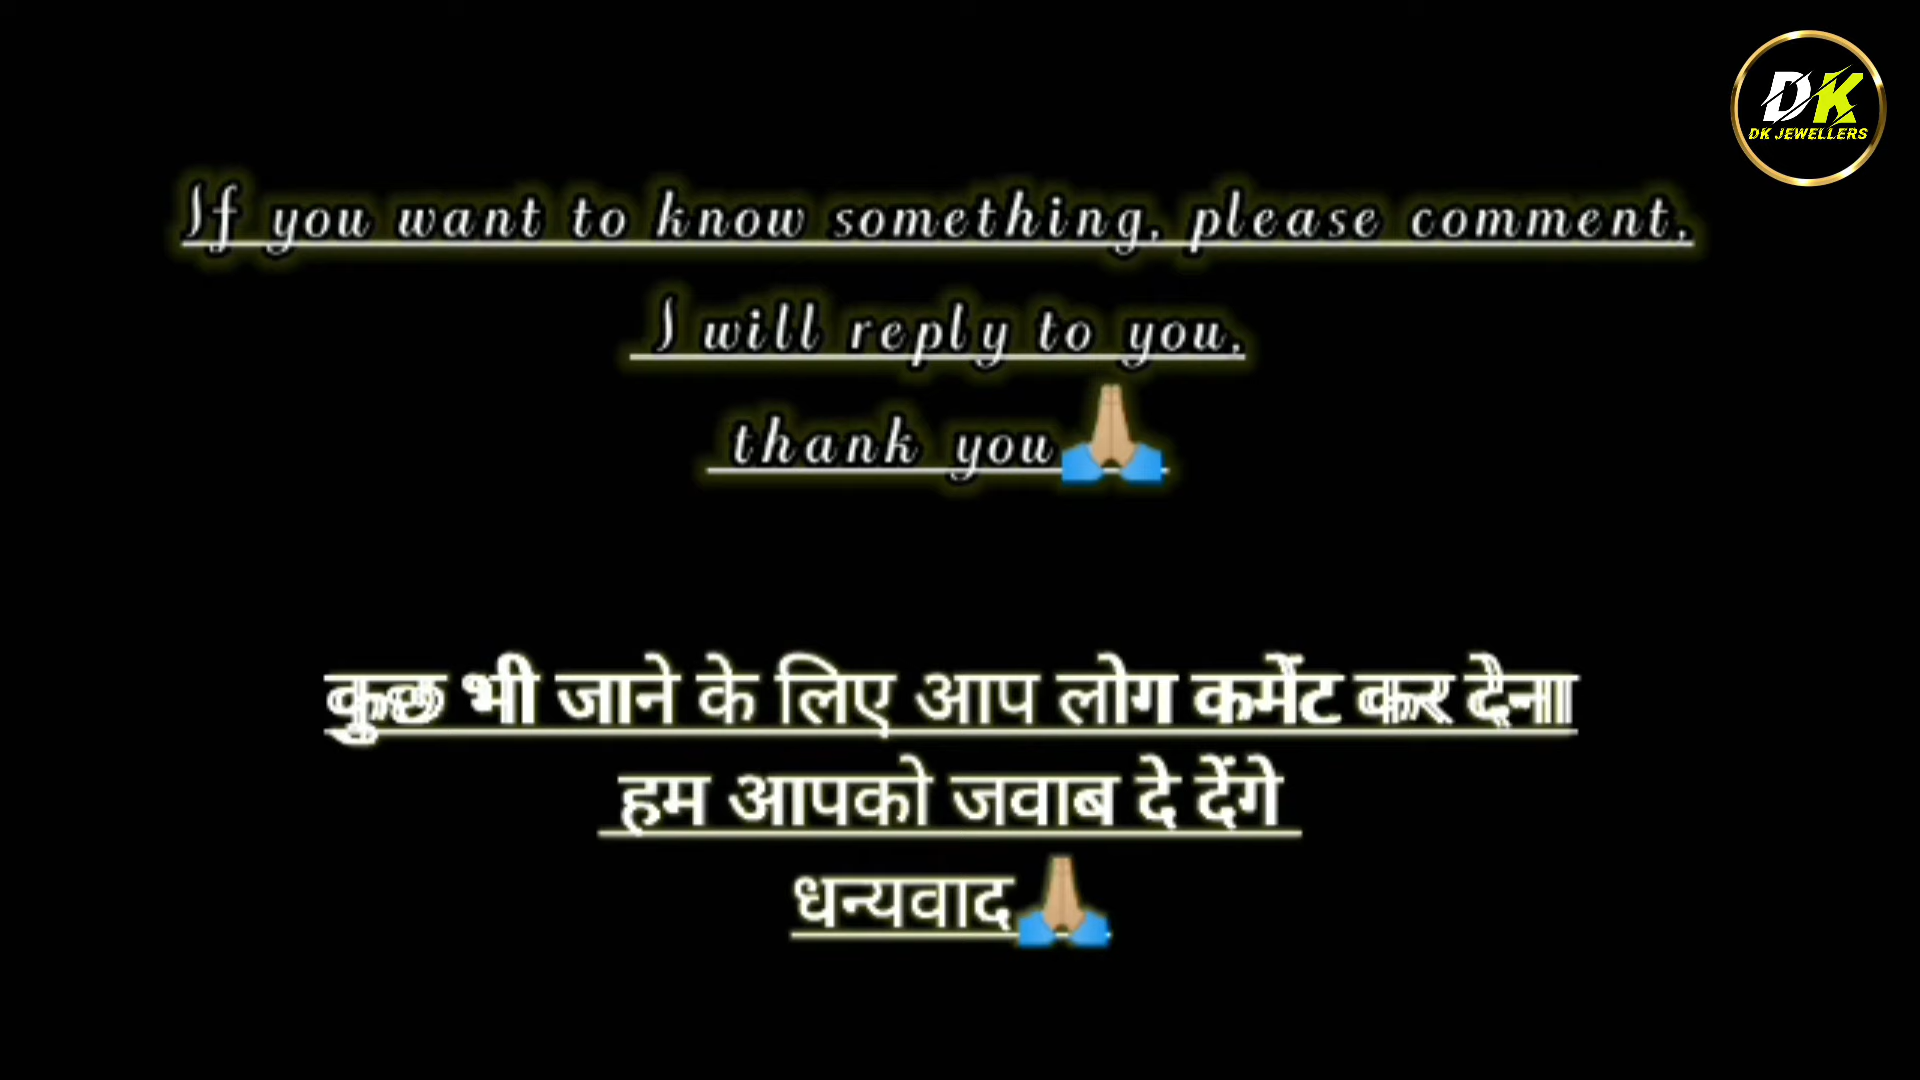 DK
DK JEWELLERS
If you want to know something, please comment,
I will reply to you,
thank you🙏🏼
कुछ भी जाने के लिए आप लोग कमेंट कर देना
हम आपको जवाब दे देंगे
धन्यवाद🙏🏼